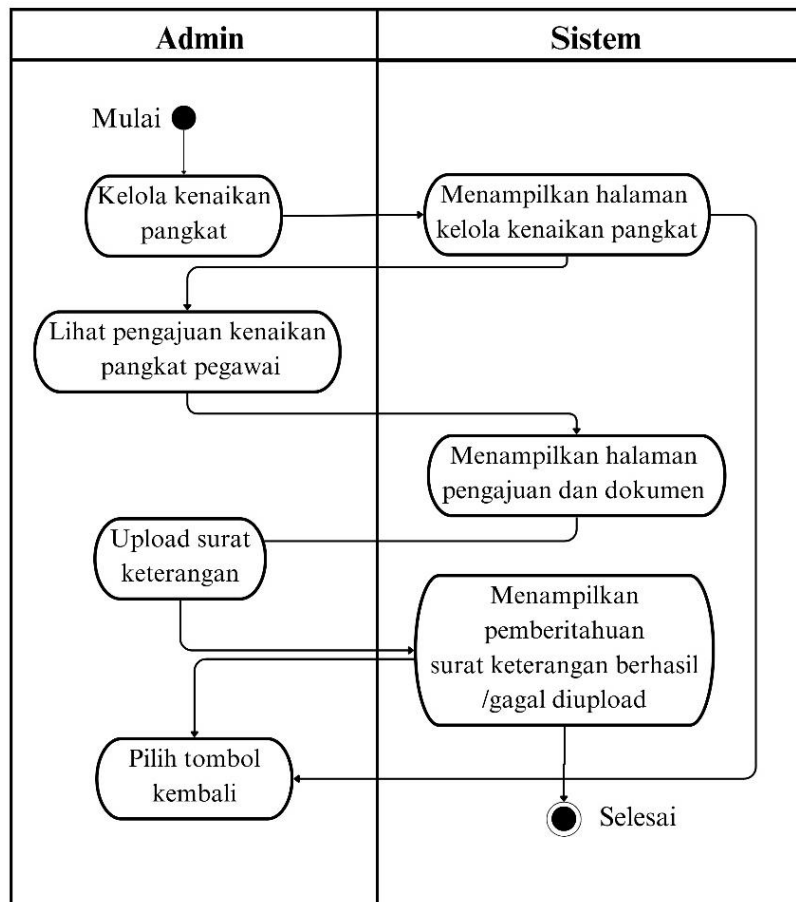 Admin
Sistem
Mulai
Kelola kenaikan
pangkat
Menampilkan halaman
kelola kenaikan pangkat
Lihat pengajuan kenaikan
pangkat pegawai
Menampilkan halaman
pengajuan dan dokumen
Upload surat
keterangan
Menampilkan
pemberitahuan
surat keterangan berhasil
/gagal diupload
Pilih tombol
kembali
Selesai